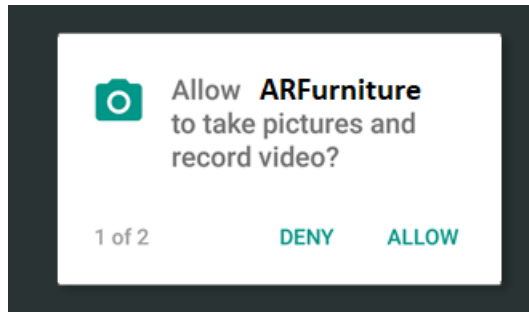 Allow ARFurniture
to take pictures and
record video?
1 of 2 DENY ALLOW